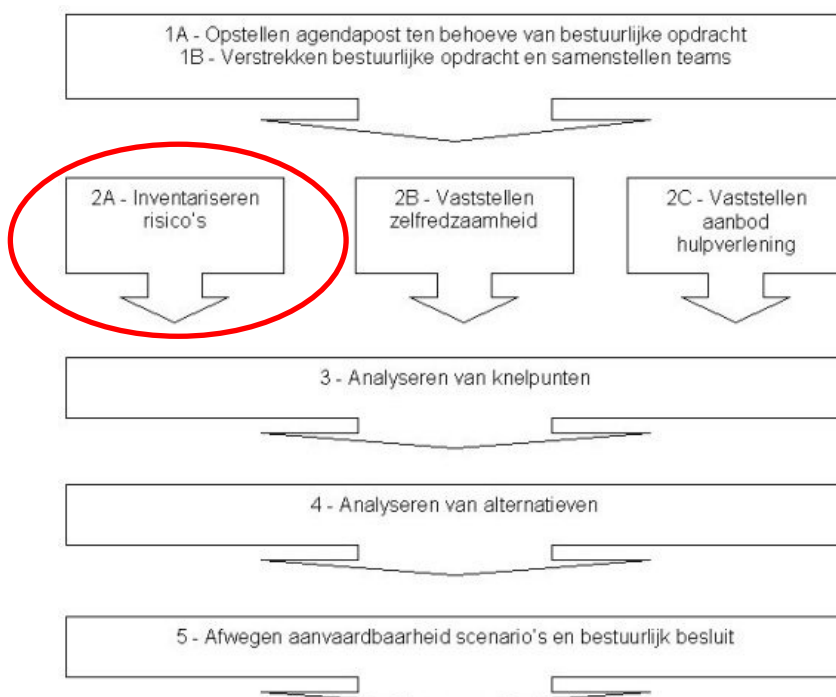 1A - Opstellen agendapost ten behoeve van bestuurlijke opdracht
1B - Verstrekken bestuurlijke opdracht en samenstellen teams
2A - Inventariseren
risico's
2B - Vaststellen
zelfredzaamheid
2C - Vaststellen
aanbod
hulpverlening
3 - Analyseren van knelpunten
4 - Analyseren van alternatieven
5 - Afwegen aanvaardbaarheid scenario's en bestuurlijk besluit